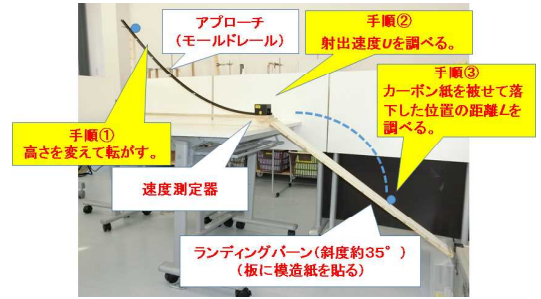 アプローチ
（モールドレール）
手順②
射出速度υを調べる。
手順③
カーボン紙を被せて落
下した位置の距離Lを
調べる。
手順①
高さを変えて転がす。
速度測定器
ランディングバーン（斜度約35°）
（板に模造紙を貼る）